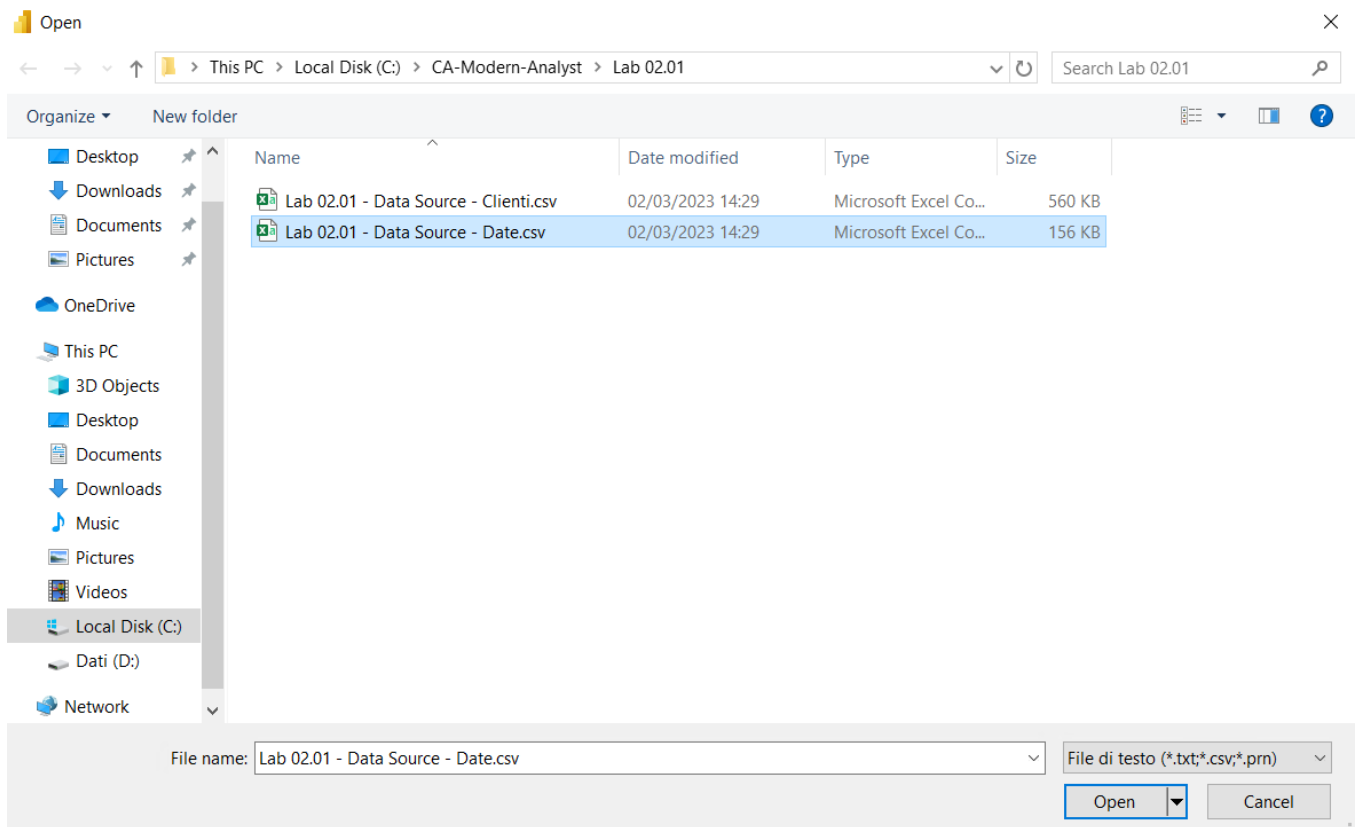 Open
This PC > Local Disk (C:) > CA-Modern-Analyst > Lab 02.01
Search Lab 02.01
Organize
New folder
?
Name
Date modified
Type
Size
Lab 02.01 - Data Source - Clienti.csv 02/03/2023 14:29 Microsoft Excel Co... 560 KB
Lab 02.01 - Data Source - Date.csv 02/03/2023 14:29 Microsoft Excel Co... 156 KB
Desktop
Downloads
Documents
Pictures
OneDrive
This PC
3D Objects
Desktop
Documents
Downloads
Music
Pictures
Videos
Local Disk (C:)
Dati (D:)
Network
File name: Lab 02.01 - Data Source - Date.csv
File di testo (*.txt;*.csv;*.prn)
Open
Cancel